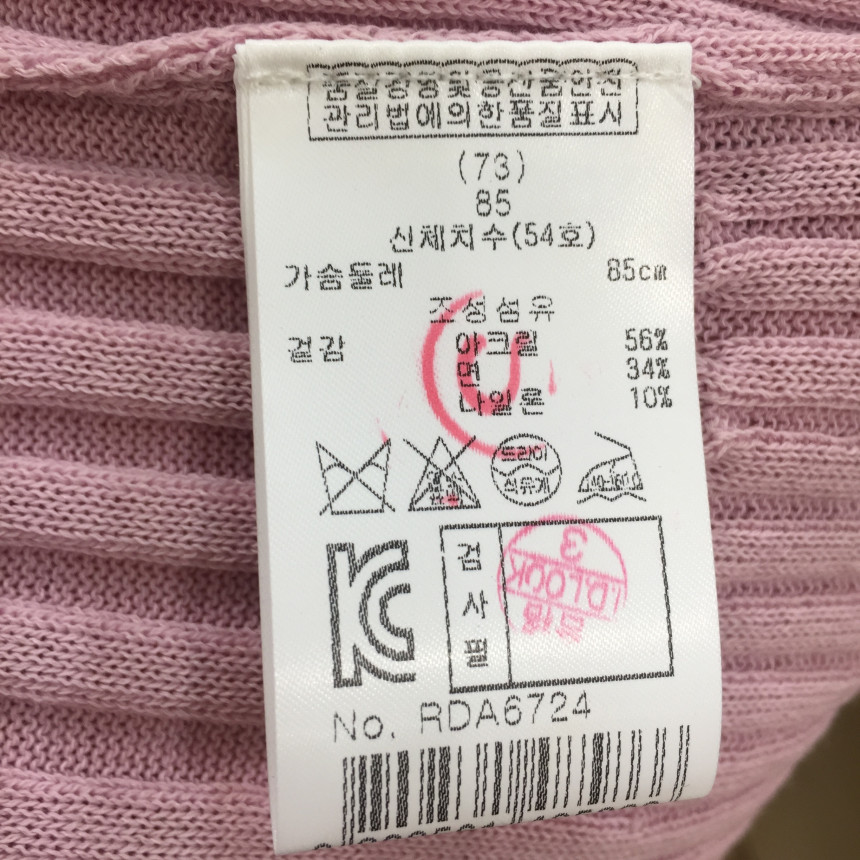 품질경영및공산품안전
관리법에의한품질표시
(73)
85
신체치수(54호)
가슴둘레 85cm
조성섬유
겉감 아크릴 56%
면 34%
나일론 10%
드라이
석유계
검사필
3
LDLOOK
No. RDA6724